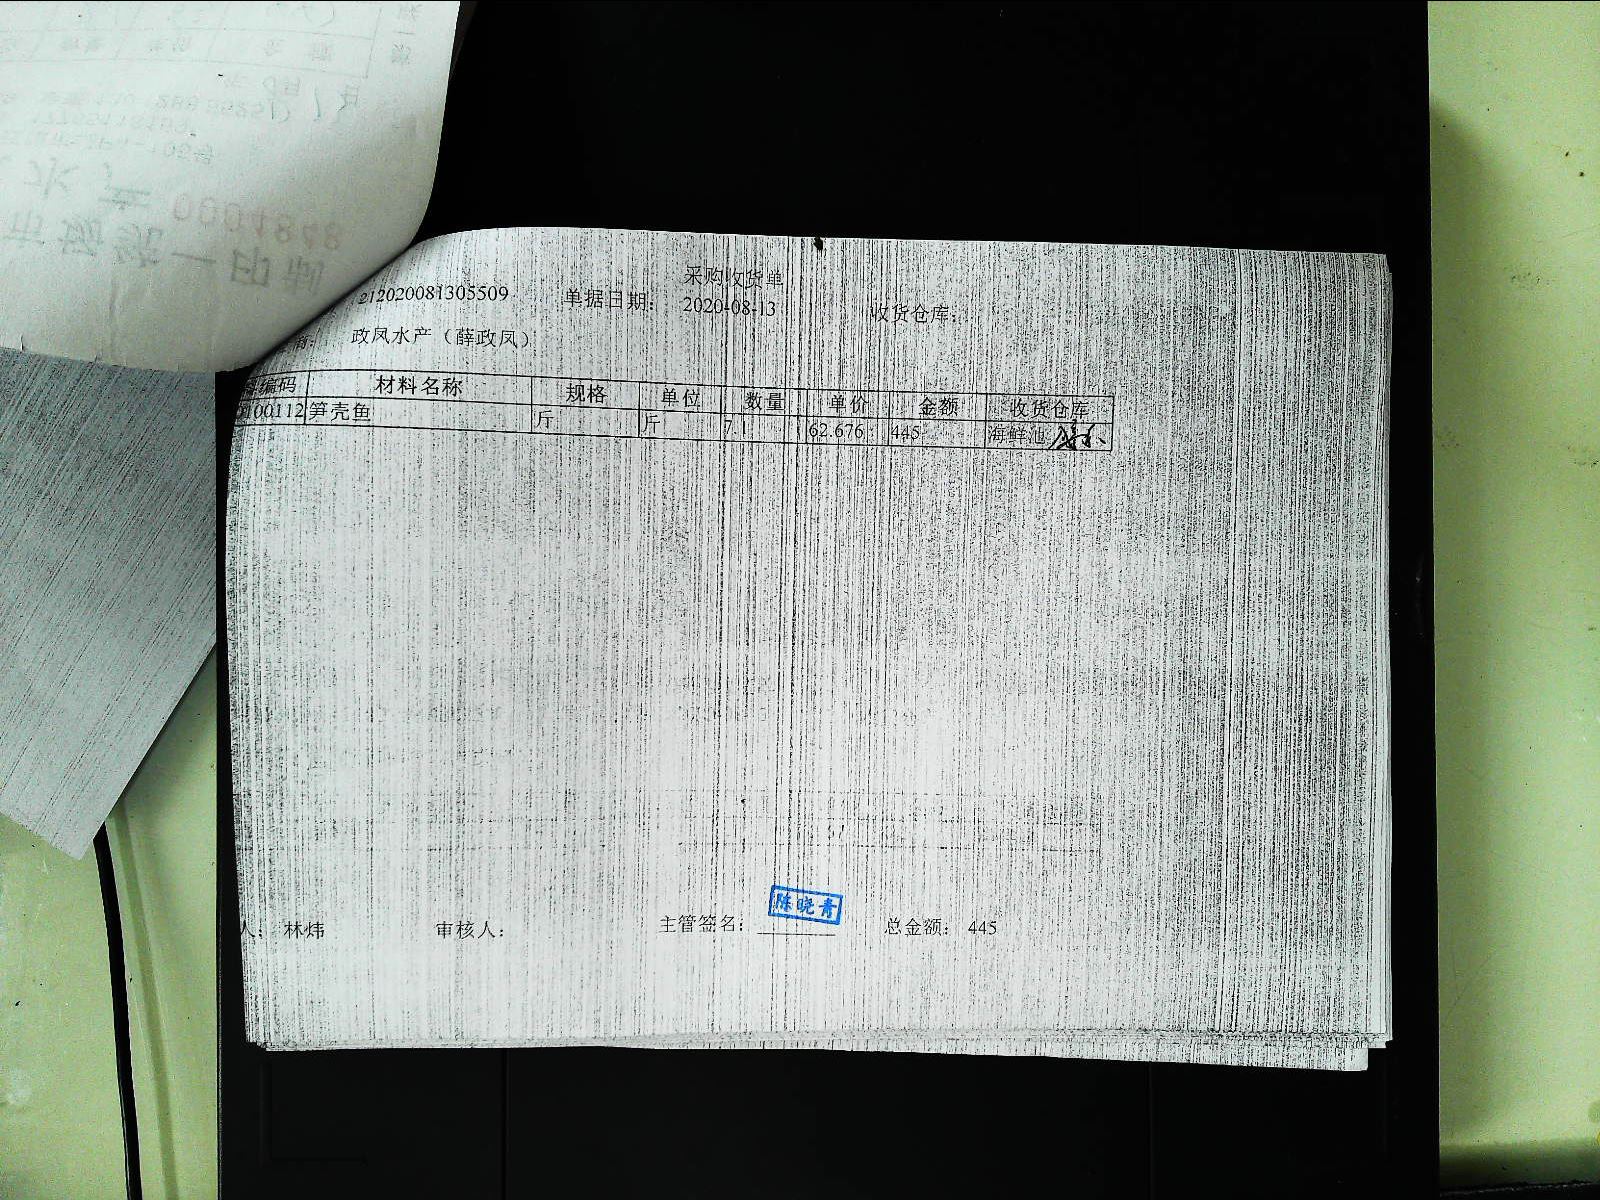 采购收货单
212020081305509 单据日期： 2020-08-13 收货仓库：
政凤水产（薛政凤）
编码 材料名称 规格 单位 数量 单价 金额 收货仓库
0100112 笋壳鱼 斤 斤 7.1 62.676 445 海鲜池
陈晓青
人： 林炜 审核人： 主管签名： 总金额： 445